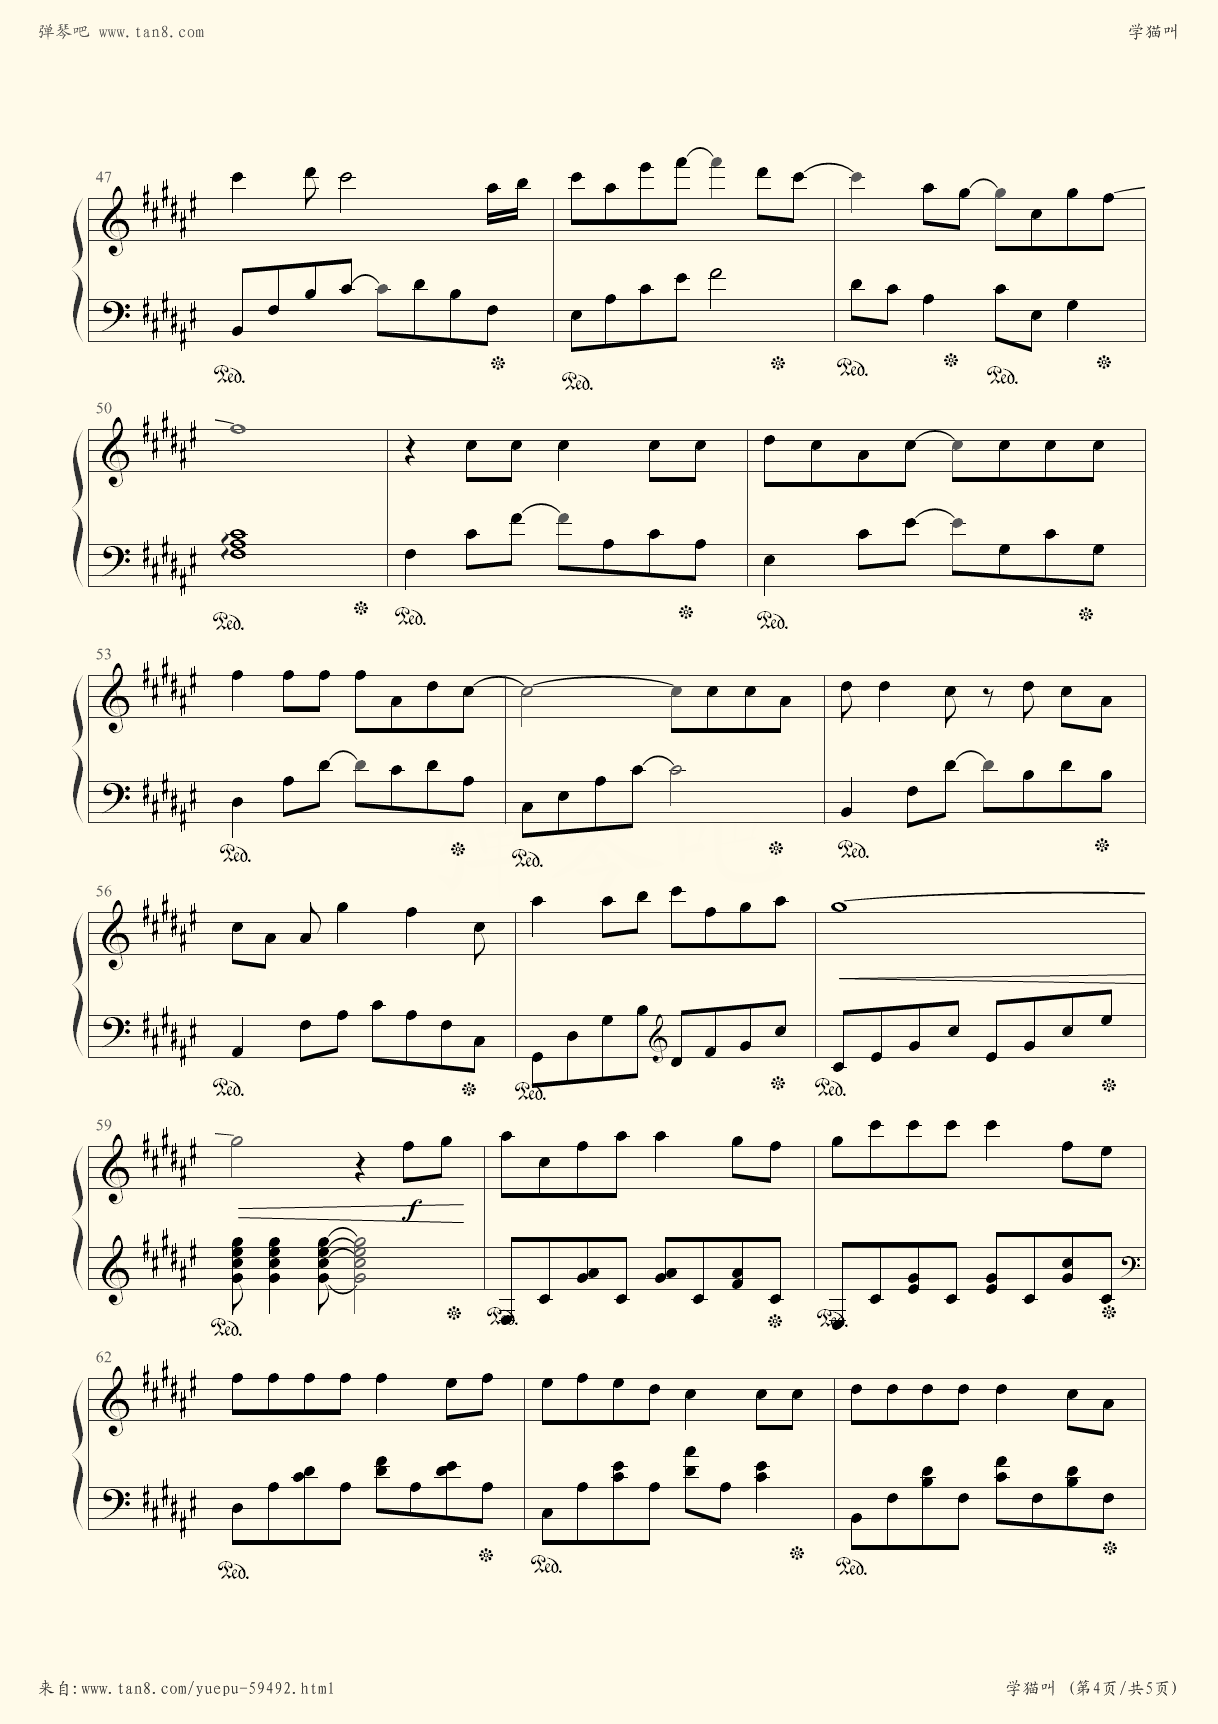 弹琴吧 www.tan8.com 学猫叫
47
Ped. Ped. Ped. Ped.
50
Ped. Ped. Ped.
53
Ped. Ped. Ped.
56
Ped. Ped. Ped.
59
f
Ped. Ped. Ped.
62
Ped. Ped. Ped.
来自:www.tan8.com/yuepu-59492.html 学猫叫 (第4页/共5页)